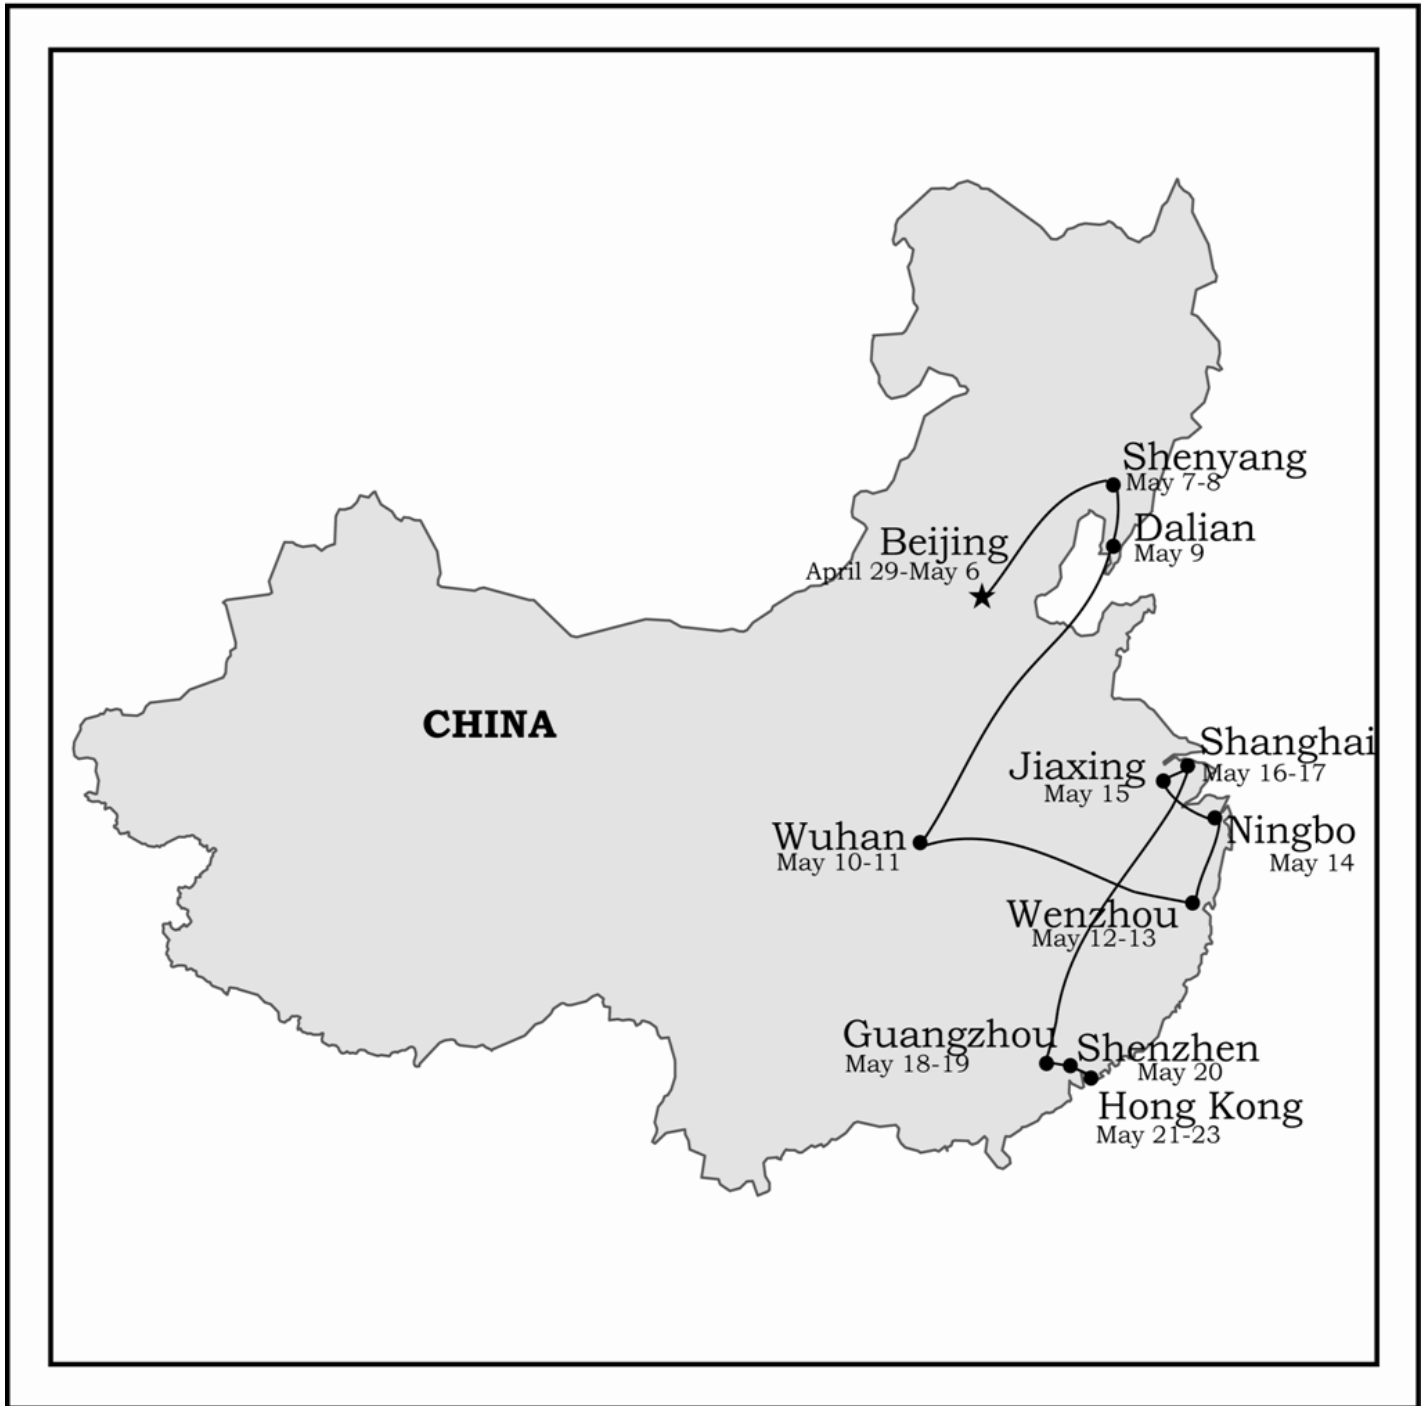 Shenyang
May 7-8
Dalian
May 9
Beijing
April 29-May 6
CHINA
Shanghai
May 16-17
Jiaxing
May 15
Ningbo
May 14
Wuhan
May 10-11
Wenzhou
May 12-13
Guangzhou
May 18-19
Shenzhen
May 20
Hong Kong
May 21-23